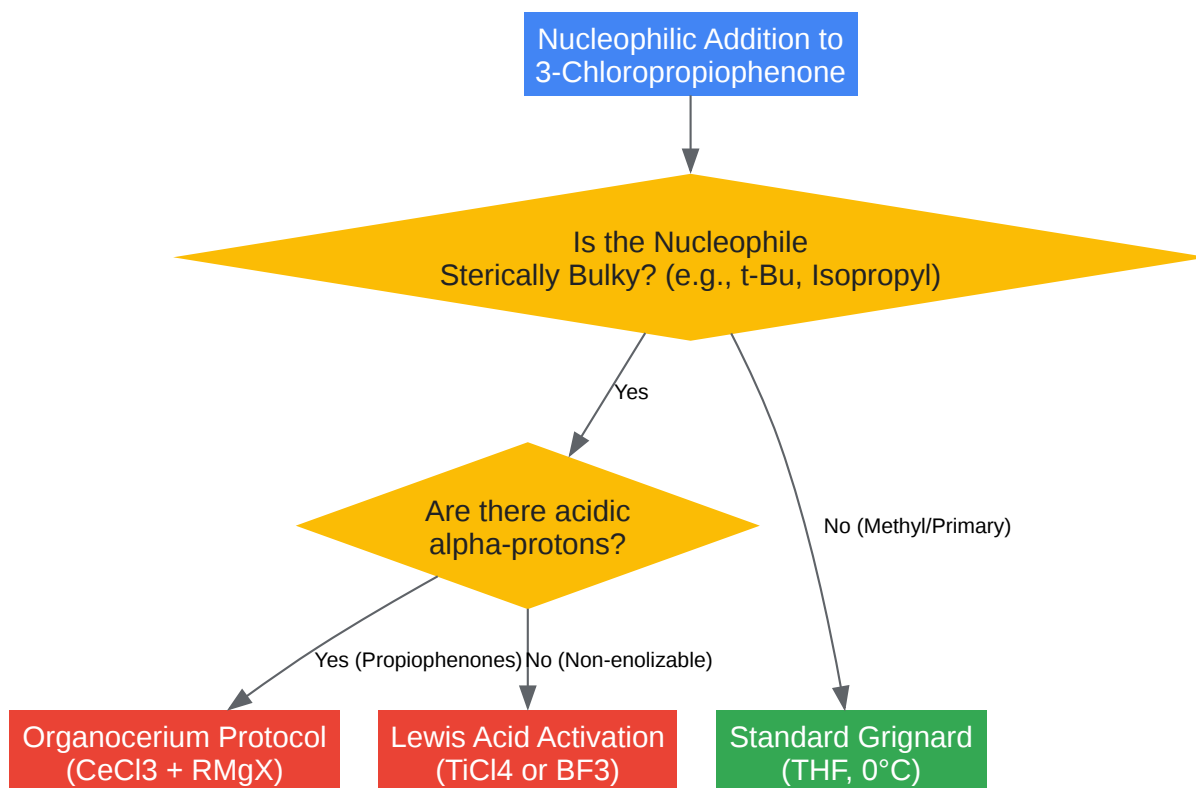 Nucleophilic Addition to
3-Chloropropiophenone
Is the Nucleophile
Sterically Bulky? (e.g., t-Bu, Isopropyl)
Yes
Are there acidic
alpha-protons?
No (Methyl/Primary)
Yes (Propiophenones)
No (Non-enolizable)
Organocerium Protocol
(CeCl3 + RMgX)
Lewis Acid Activation
(TiCl4 or BF3)
Standard Grignard
(THF, 0°C)